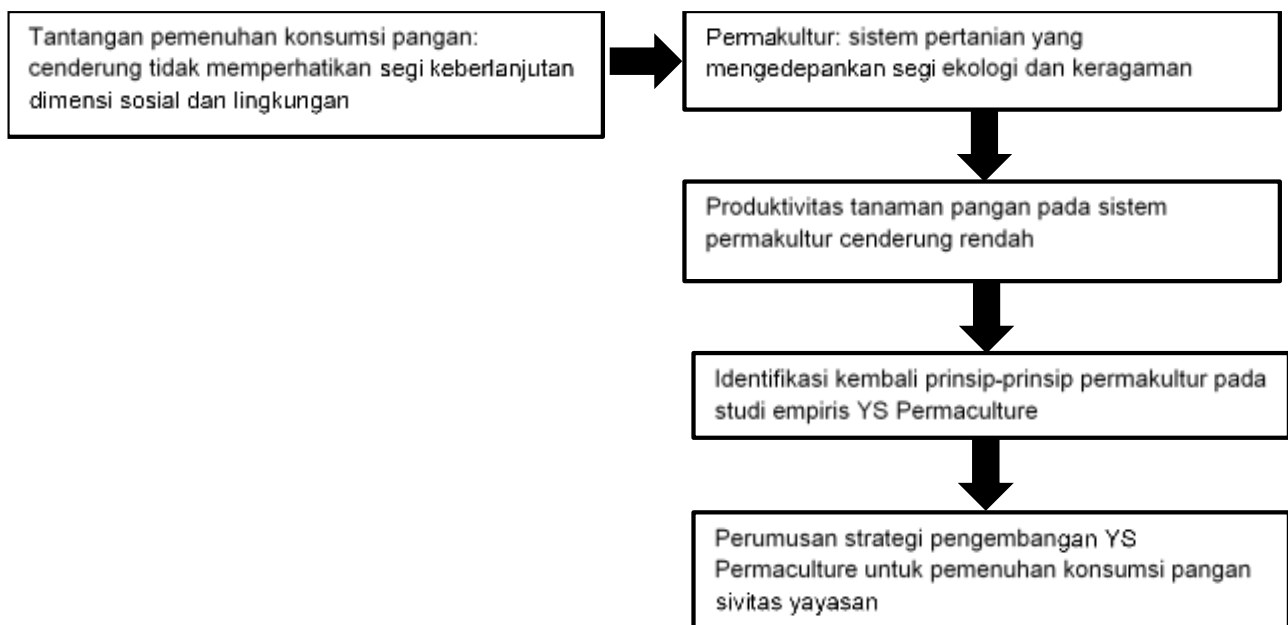 Tantangan pemenuhan konsumsi pangan:
cenderung tidak memperhatikan segi keberlanjutan
dimensi sosial dan lingkungan
Permakultur: sistem pertanian yang
mengedepankan segi ekologi dan keragaman
Produktivitas tanaman pangan pada sistem
permakultur cenderung rendah
Identifikasi kembali prinsip-prinsip permakultur pada
studi empiris YS Permaculture
Perumusan strategi pengembangan YS
Permaculture untuk pemenuhan konsumsi pangan
sivitas yayasan